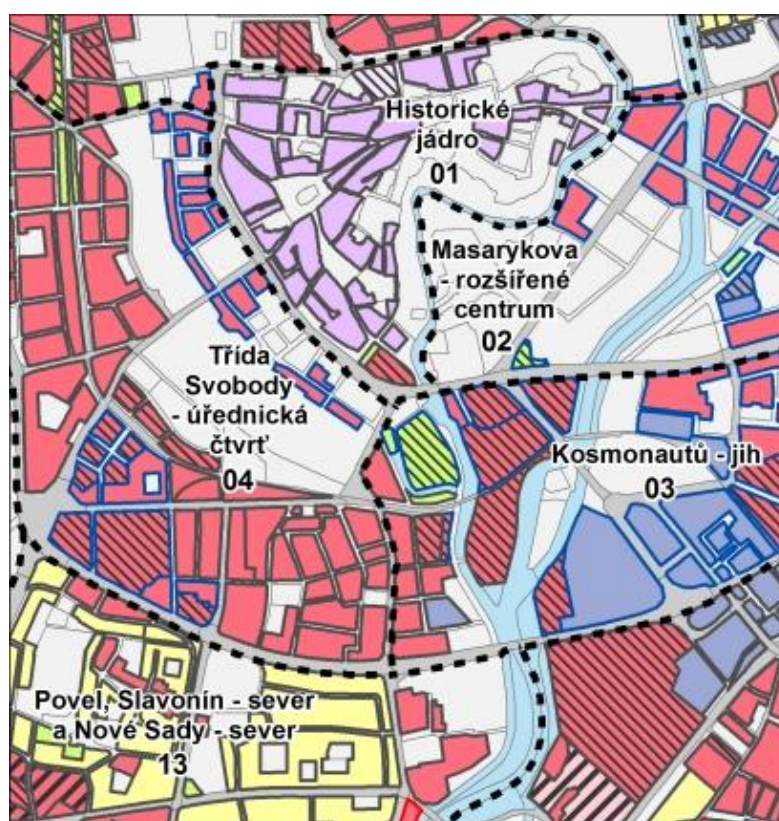 Historické
jádro
01
Masarykova
- rozšířené
centrum
02
Třída
Svobody
- úřednická
čtvrť
04
Kosmonautů - jih
03
Povel, Slavonín - sever
a Nové Sady - sever
13